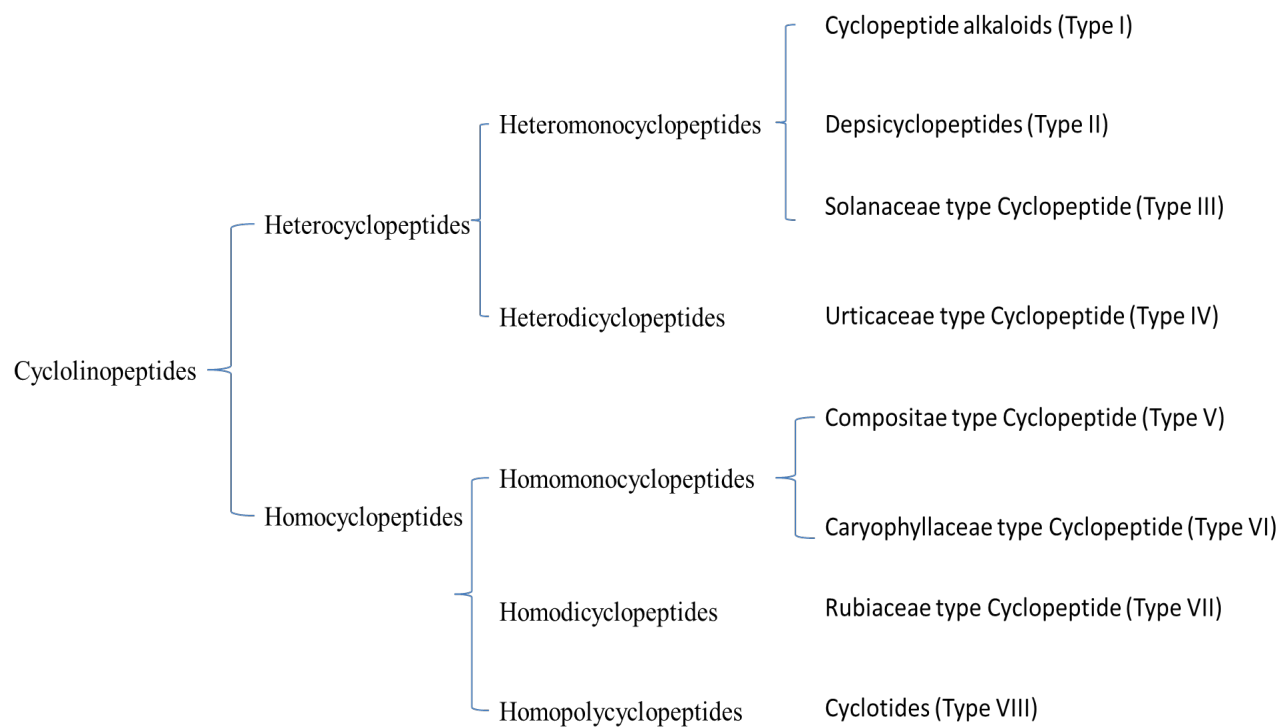 Cyclopeptide alkaloids (Type I)
Heteromonocyclopeptides
Depsicyclopeptides (Type II)
Solanaceae type Cyclopeptide (Type III)
Heterocyclopeptides
Heterodicyclopeptides
Urticaceae type Cyclopeptide (Type IV)
Cyclolinopeptides
Compositae type Cyclopeptide (Type V)
Homomonocyclopeptides
Homocyclopeptides
Caryophyllaceae type Cyclopeptide (Type VI)
Homodicyclopeptides
Rubiaceae type Cyclopeptide (Type VII)
Homopolycyclopeptides
Cyclotides (Type VIII)